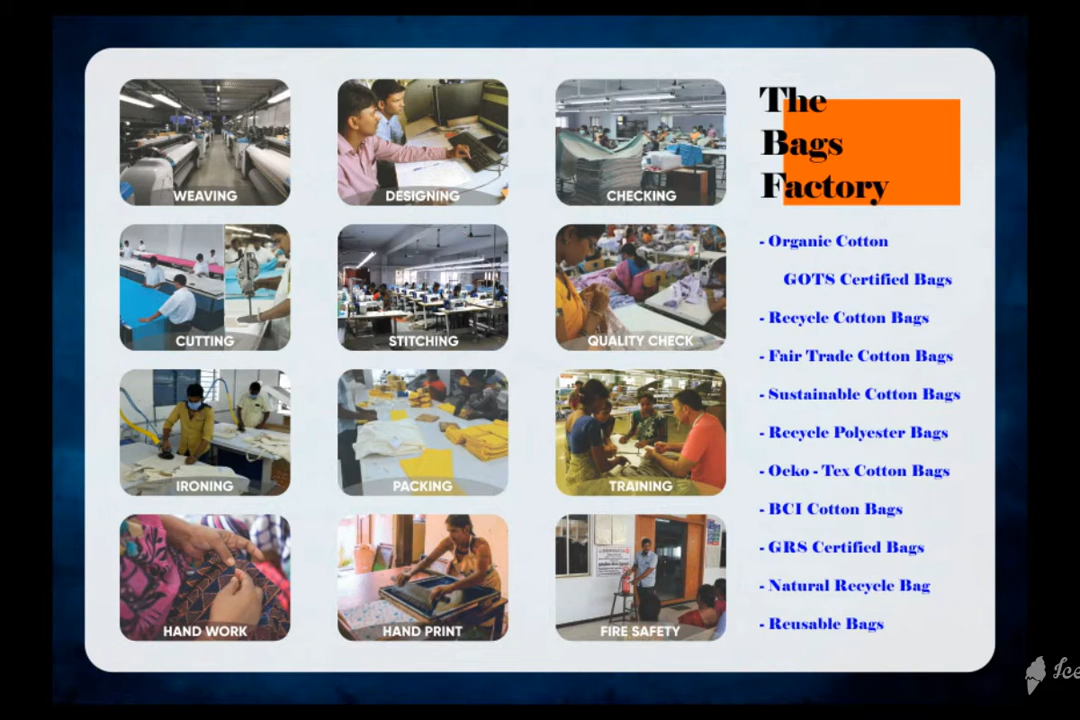 WEAVING
DESIGNING
CHECKING
CUTTING
STITCHING
QUALITY CHECK
IRONING
PACKING
TRAINING
HAND WORK
HAND PRINT
FIRE SAFETY
The
Bags
Factory
- Organic Cotton
GOTS Certified Bags
- Recycle Cotton Bags
- Fair Trade Cotton Bags
- Sustainable Cotton Bags
- Recycle Polyester Bags
- Oeko - Tex Cotton Bags
- BCI Cotton Bags
- GRS Certified Bags
- Natural Recycle Bag
- Reusable Bags
Ice